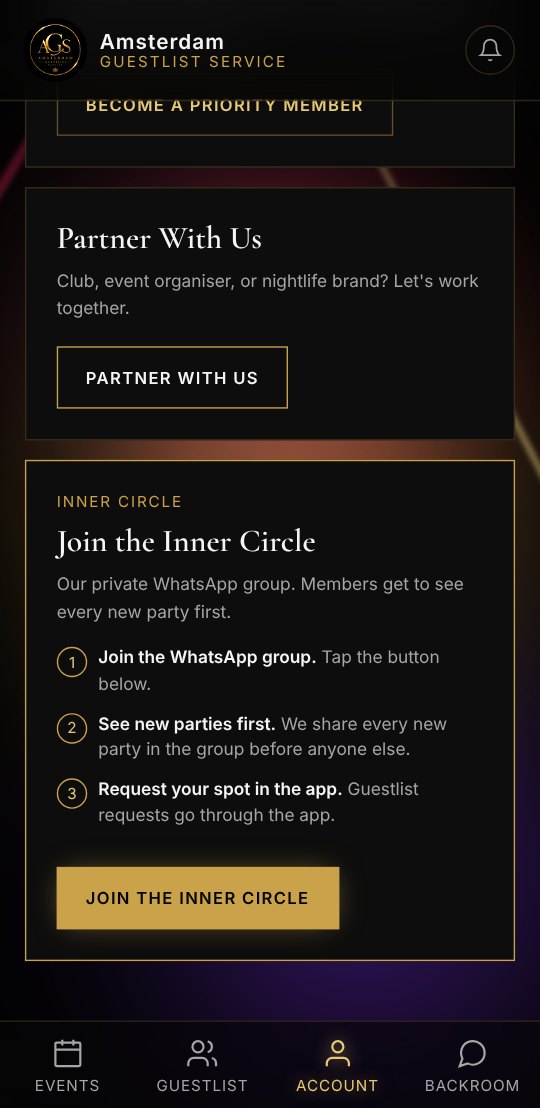 AGS
Amsterdam
GUESTLIST SERVICE
BECOME A PRIORITY MEMBER
Partner With Us
Club, event organiser, or nightlife brand? Let's work
together.
PARTNER WITH US
INNER CIRCLE
Join the Inner Circle
Our private WhatsApp group. Members get to see
every new party first.
1 Join the WhatsApp group. Tap the button
below.
2 See new parties first. We share every new
party in the group before anyone else.
3 Request your spot in the app. Guestlist
requests go through the app.
JOIN THE INNER CIRCLE
EVENTS GUESTLIST ACCOUNT BACKROOM